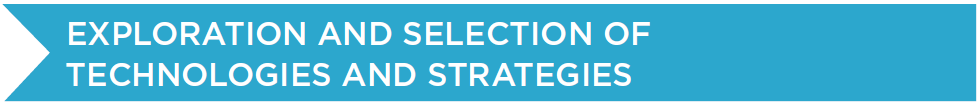 EXPLORATION AND SELECTION OF
TECHNOLOGIES AND STRATEGIES